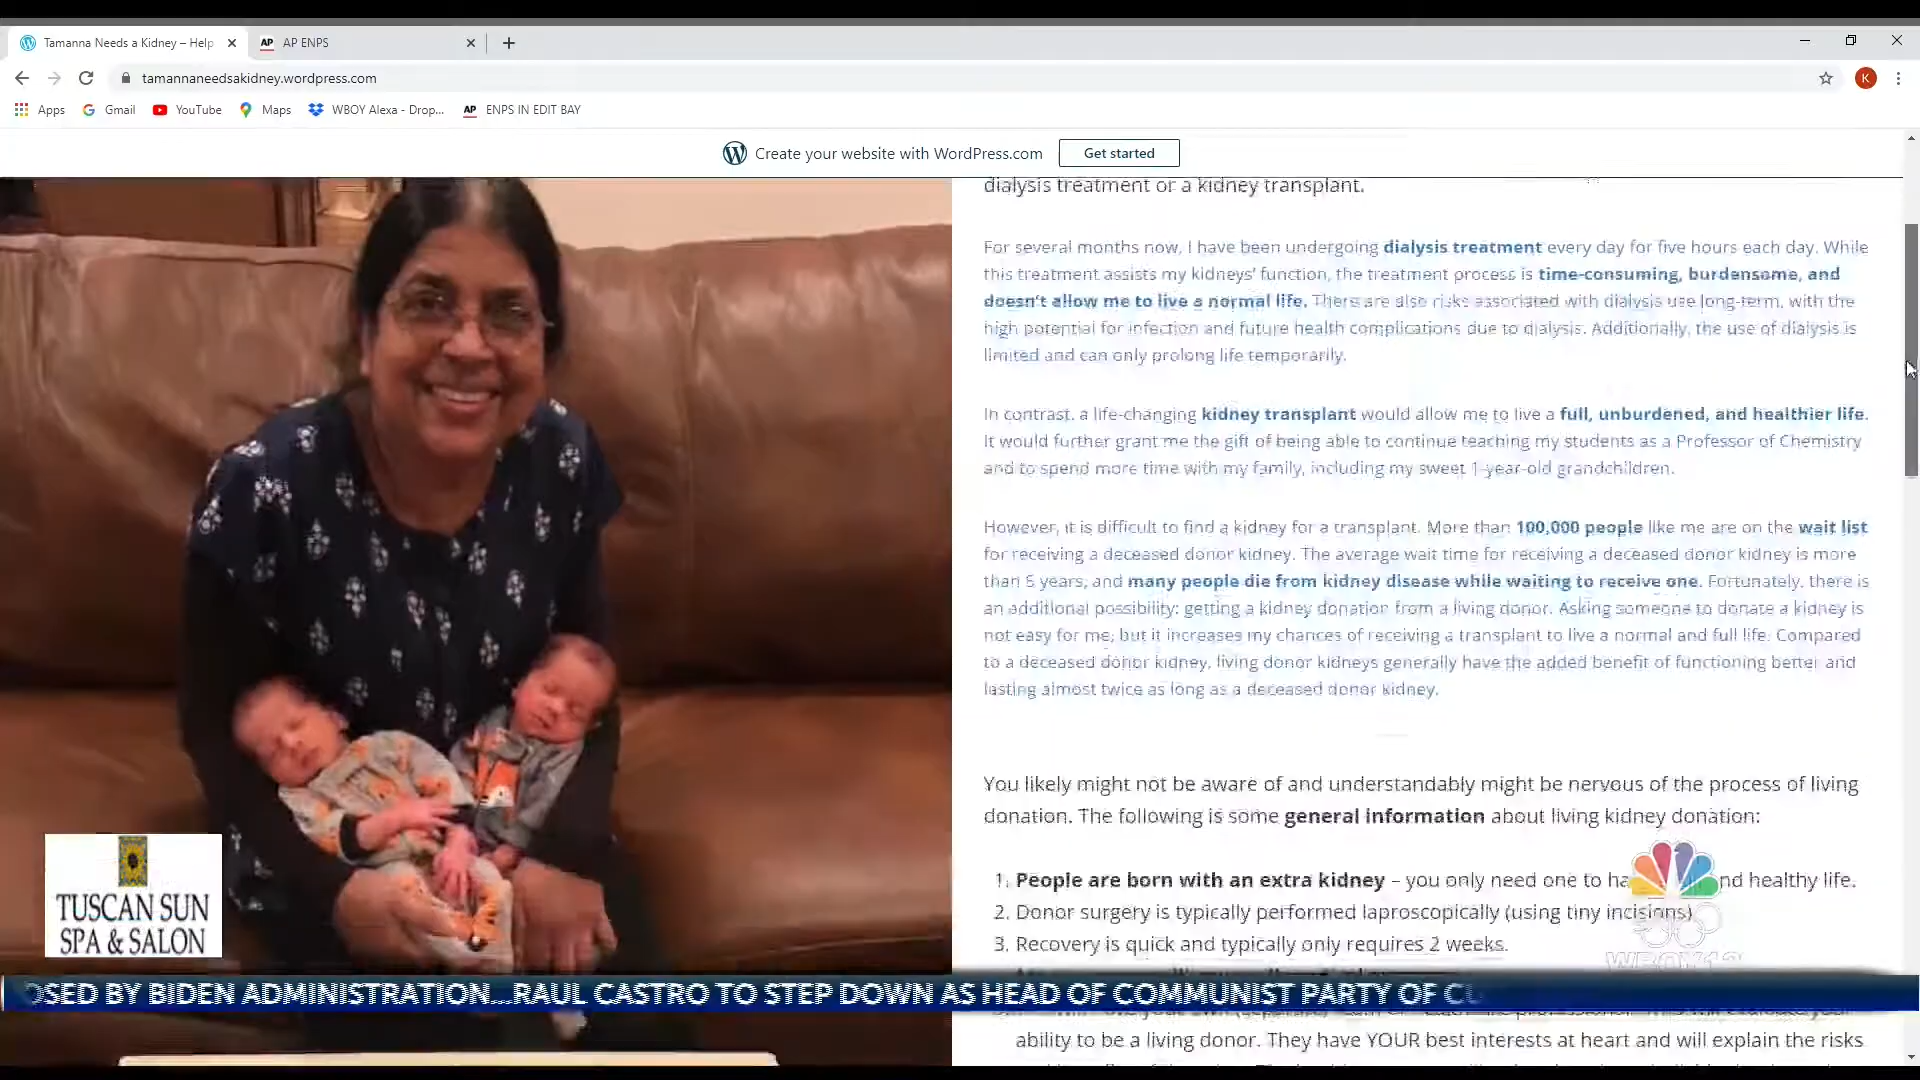 Tamanna Needs a Kidney – Help
AP AP ENPS
tamannaneedsakidney.wordpress.com
K
Apps Gmail YouTube Maps WBOY Alexa - Drop... AP ENPS IN EDIT BAY
Create your website with WordPress.com Get started
dialysis treatment or a kidney transplant.
For several months now, I have been undergoing dialysis treatment every day for five hours each day. While
this treatment assists my kidneys’ function, the treatment process is time-consuming, burdensome, and
doesn’t allow me to live a normal life. There are also risks associated with dialysis use long-term, with the
high potential for infection and future health complications due to dialysis. Additionally, the use of dialysis is
limited and can only prolong life temporarily.
In contrast, a life-changing kidney transplant would allow me to live a full, unburdened, and healthier life.
It would further grant me the gift of being able to continue teaching my students as a Professor of Chemistry
and to spend more time with my family, including my sweet 1-year-old grandchildren.
However, it is difficult to find a kidney for a transplant. More than 100,000 people like me are on the wait list
for receiving a deceased donor kidney. The average wait time for receiving a deceased donor kidney is more
than 5 years, and many people die from kidney disease while waiting to receive one. Fortunately, there is
an additional possibility: getting a kidney donation from a living donor. Asking someone to donate a kidney is
not easy for me, but it increases my chances of receiving a transplant to live a normal and full life. Compared
to a deceased donor kidney, living donor kidneys generally have the added benefit of functioning better and
lasting almost twice as long as a deceased donor kidney.
You likely might not be aware of and understandably might be nervous of the process of living
donation. The following is some general information about living kidney donation:
1. People are born with an extra kidney – you only need one to ha nd healthy life.
2. Donor surgery is typically performed laproscopically (using tiny incisions)
3. Recovery is quick and typically only requires 2 weeks.
TUSCAN SUN
SPA & SALON
WBOY 12
OSED BY BIDEN ADMINISTRATION...RAUL CASTRO TO STEP DOWN AS HEAD OF COMMUNIST PARTY OF CU
ability to be a living donor. They have YOUR best interests at heart and will explain the risks